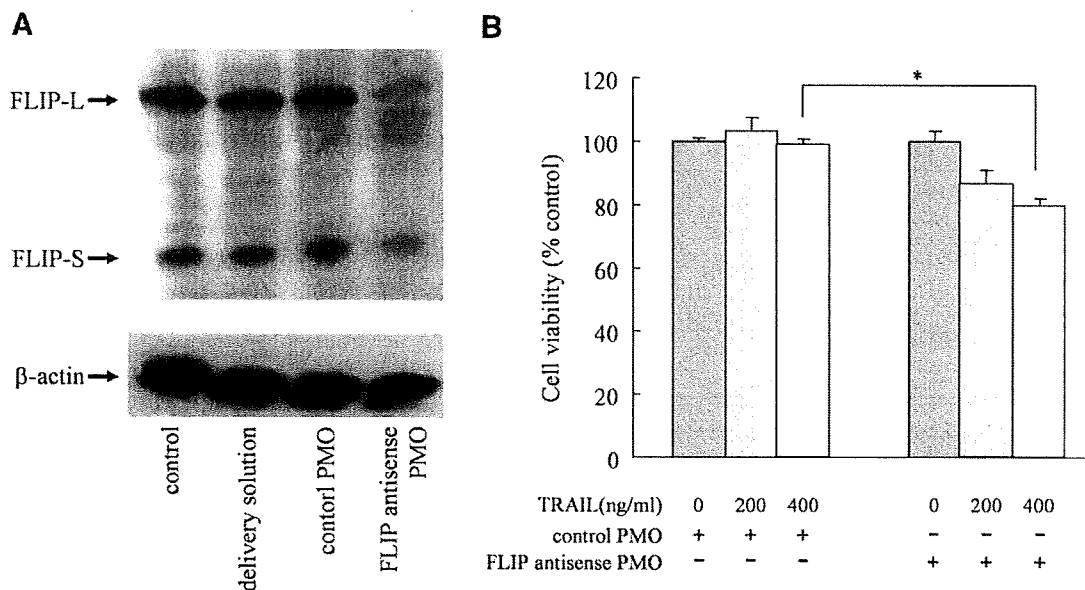 A
FLIP-L
FLIP-S
β-actin
control
delivery solution
contorl PMO
FLIP antisense
PMO
B
120
100
80
60
40
20
0
Cell viability (% control)
*
TRAIL(ng/ml) 0 200 400 0 200 400
control PMO + + + - - -
FLIP antisense PMO - - - + + +